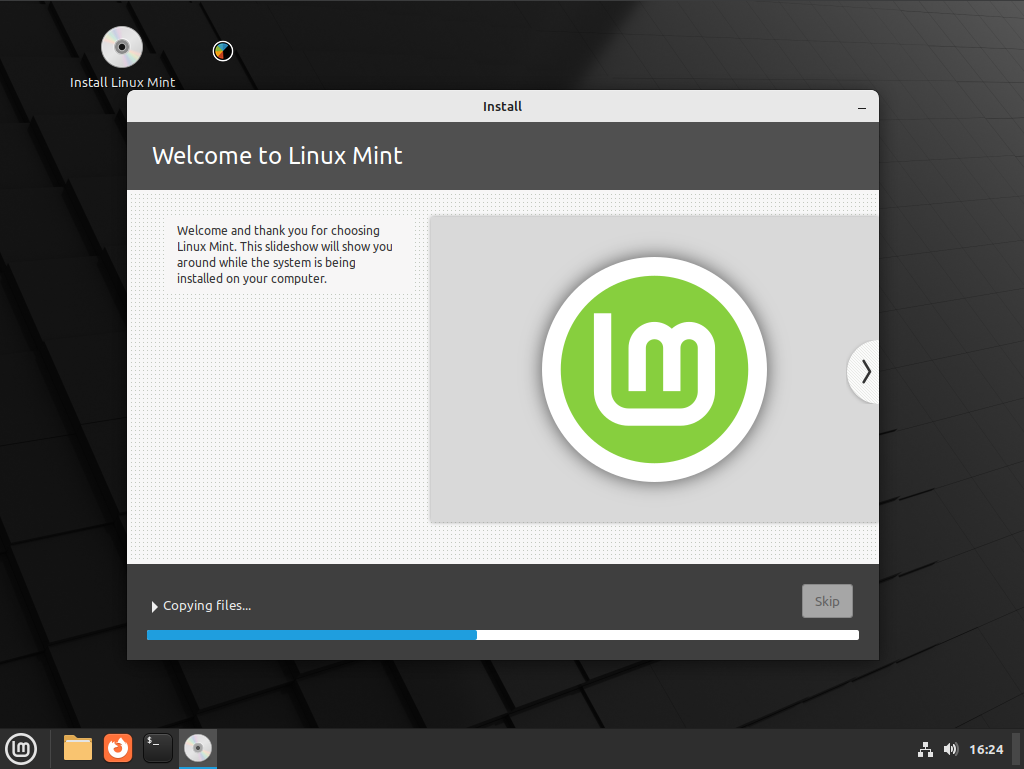 Install Linux Mint
Install
Welcome to Linux Mint
Welcome and thank you for choosing
Linux Mint. This slideshow will show you
around while the system is being
installed on your computer.
lm
Copying files...
Skip
$_
16:24